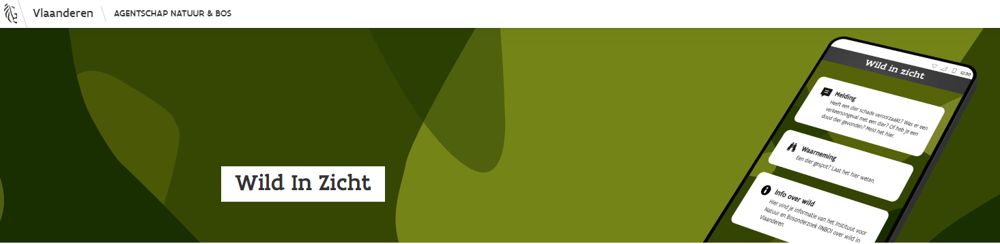 Vlaanderen
AGENTSCHAP NATUUR & BOS
Wild In Zicht
12:30
Wild in zicht
Melding
Heeft een dier schade veroorzaakt? Was er een
verkeersongeval met een dier? Of heb je een
dood dier gevonden? Meld het hier.
Waarneming
Een dier gespot? Laat het hier weten.
Info over wild
Hier vind je informatie van het Instituut voor
Natuur en Bosonderzoek (INBO) over wild in
Vlaanderen.